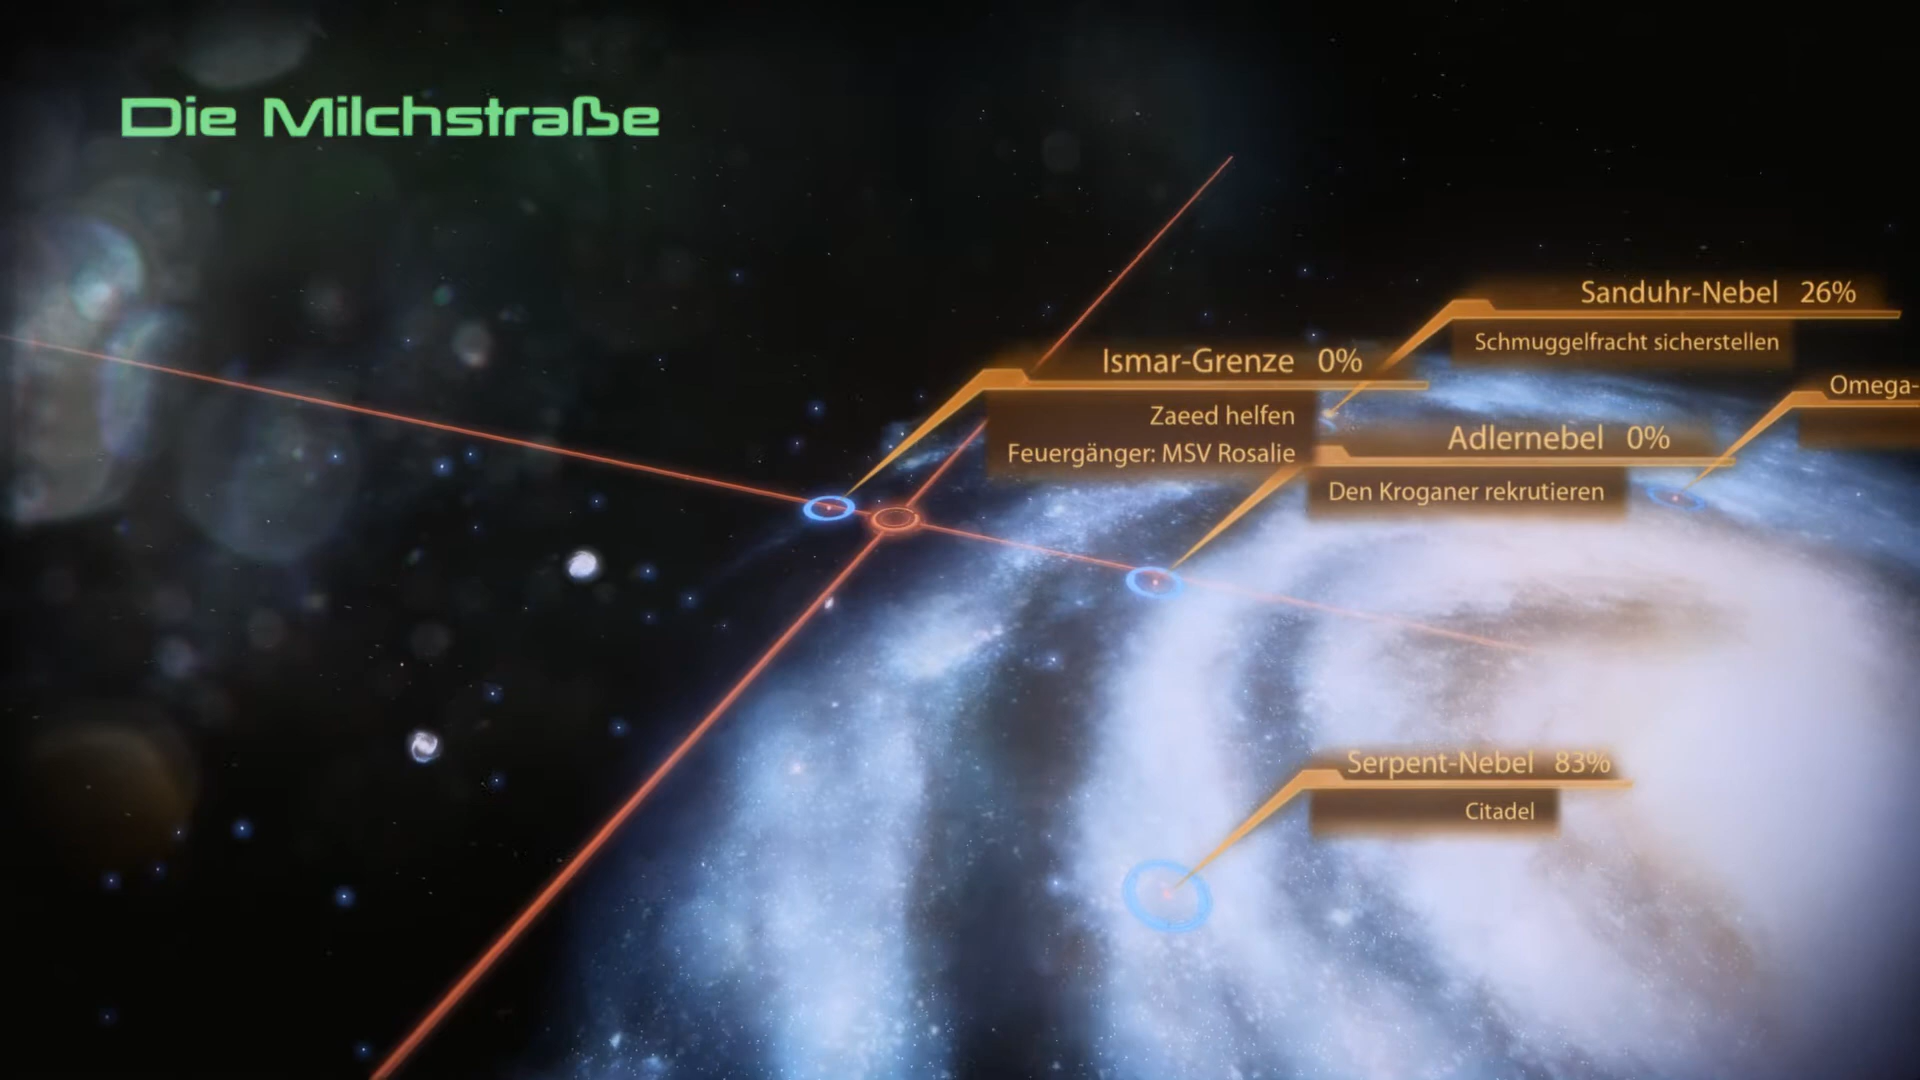 Die Milchstraße
Sanduhr-Nebel 26%
Schmuggelfracht sicherstellen
Ismar-Grenze 0%
Zaeed helfen
Feuergänger: MSV Rosalie
Omega-
Adlernebel 0%
Den Kroganer rekrutieren
Serpent-Nebel 83%
Citadel